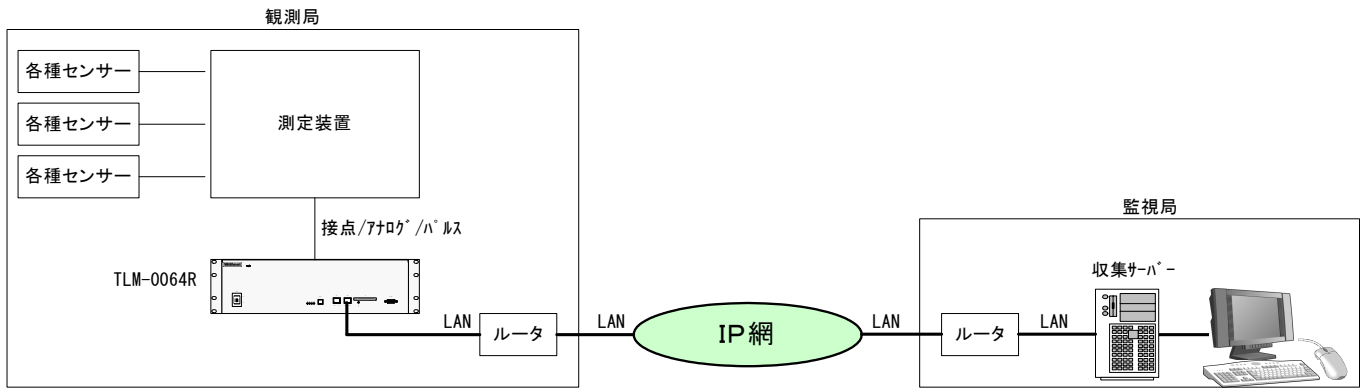 観測局
各種センサー
各種センサー
各種センサー
測定装置
接点/ｱﾅﾛｸﾞ/ﾊﾟﾙｽ
TLM-0064R
LAN
ルータ
LAN
IP網
LAN
監視局
ルータ
LAN
収集ｻｰﾊﾞｰ